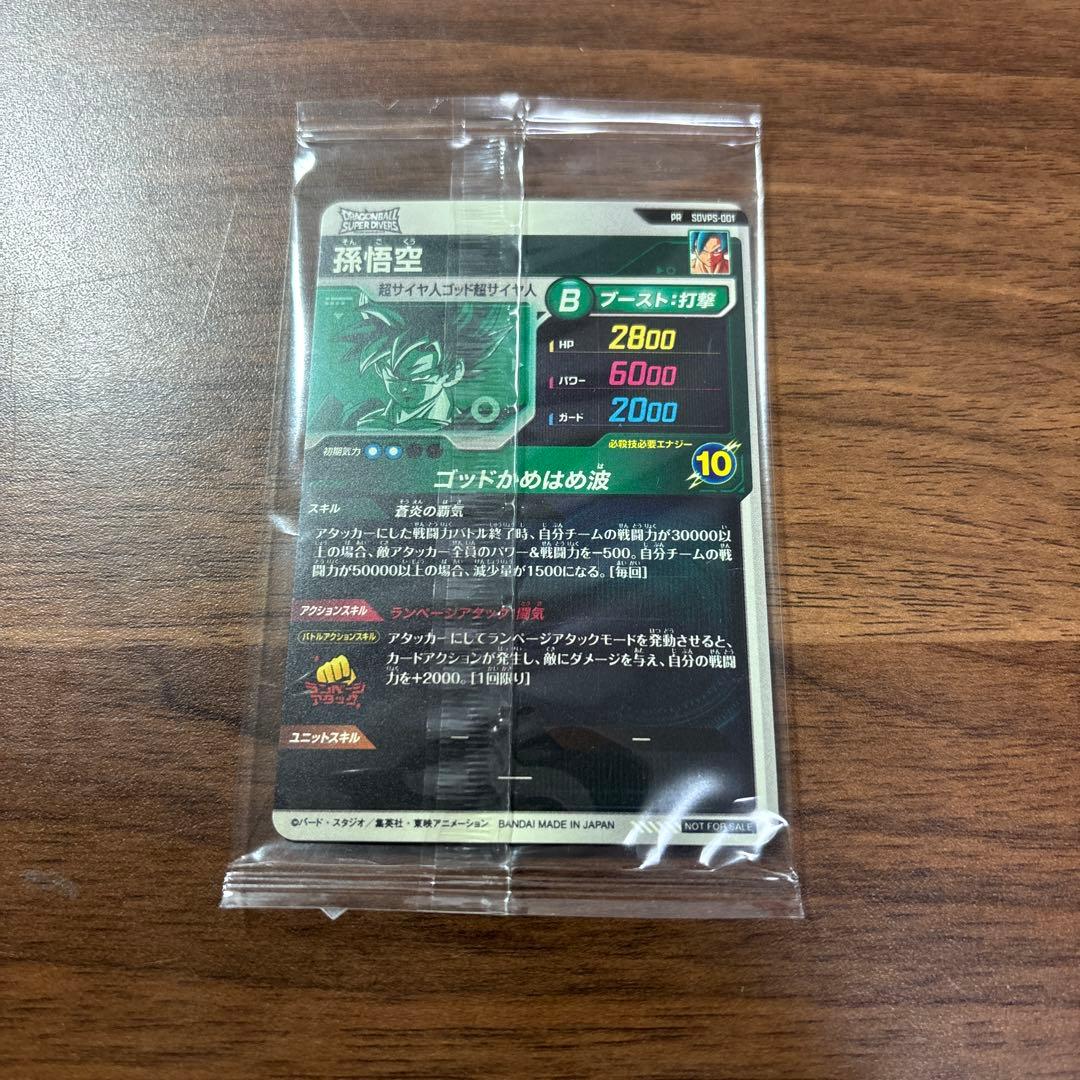 DRAGONBALL
SUPER DIVERS
PR SDVPS-001
そん ご くう
孫悟空
超サイヤ人ゴッド超サイヤ人
B ブースト:打撃
HP 2800
パワー 6000
ガード 2000
初期気力
必殺技必要エナジー
10
ゴッドかめはめ波
スキル 蒼炎の覇気
アタッカーにした戦闘力バトル終了時、自分チームの戦闘力が30000以
上の場合、敵アタッカー全員のパワー&戦闘力を-500。自分チームの戦
闘力が50000以上の場合、減少量が1500になる。[毎回]
アクションスキル ランページアタック:闘気
バトルアクションスキル
アタッカーにしてランページアタックモードを発動させると、
カードアクションが発生し、敵にダメージを与え、自分の戦闘
力を+2000。[1回限り]
ランページ
アタック
ユニットスキル
©バード・スタジオ/集英社・東映アニメーション BANDAI MADE IN JAPAN
NOT FOR SALE